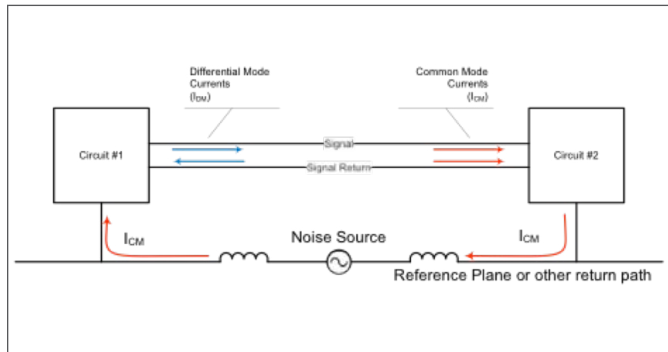 Differential Mode
Currents
(IDM)
Common Mode
Currents
(ICM)
Circuit #1
Signal
Signal Return
Circuit #2
ICM
Noise Source
ICM
Reference Plane or other return path